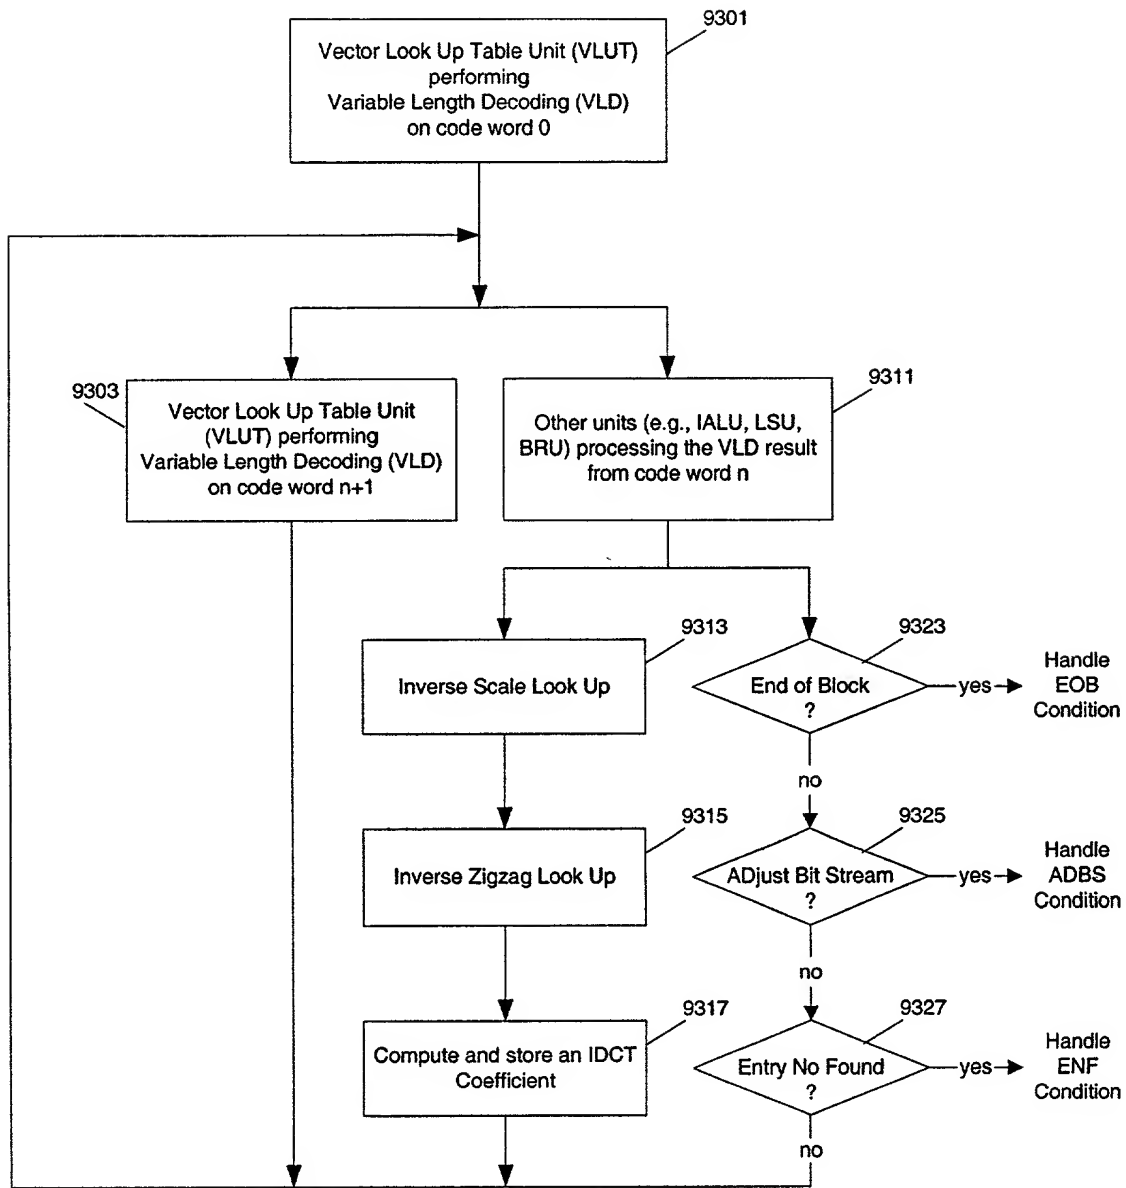 9301
Vector Look Up Table Unit (VLUT)
performing
Variable Length Decoding (VLD)
on code word 0
9303
Vector Look Up Table Unit
(VLUT) performing
Variable Length Decoding (VLD)
on code word n+1
9311
Other units (e.g., IALU, LSU,
BRU) processing the VLD result
from code word n
9313
Inverse Scale Look Up
9323
End of Block
?
yes
Handle
EOB
Condition
no
9315
Inverse Zigzag Look Up
9325
ADjust Bit Stream
?
yes
Handle
ADBS
Condition
no
9317
Compute and store an IDCT
Coefficient
9327
Entry No Found
?
yes
Handle
ENF
Condition
no